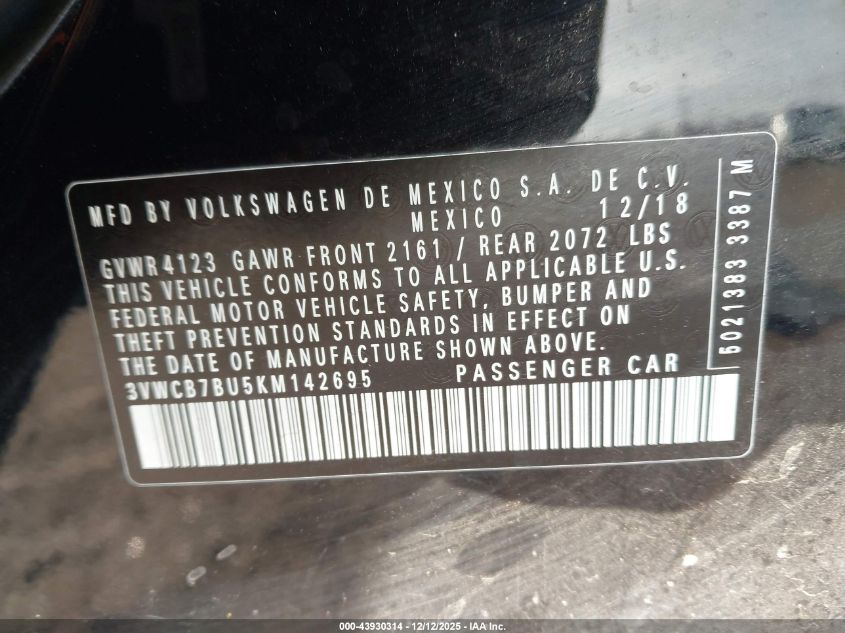 MFD BY VOLKSWAGEN DE MEXICO S.A. DE C.V.
MEXICO 12/18
GVWR4123 GAWR FRONT 2161 / REAR 2072 LBS
THIS VEHICLE CONFORMS TO ALL APPLICABLE U.S.
FEDERAL MOTOR VEHICLE SAFETY, BUMPER AND
THEFT PREVENTION STANDARDS IN EFFECT ON
THE DATE OF MANUFACTURE SHOWN ABOVE.
3VWCB7BU5KM142695 PASSENGER CAR
5021383 3387 M
000-43930314 - 12/12/2025 - IAA Inc.